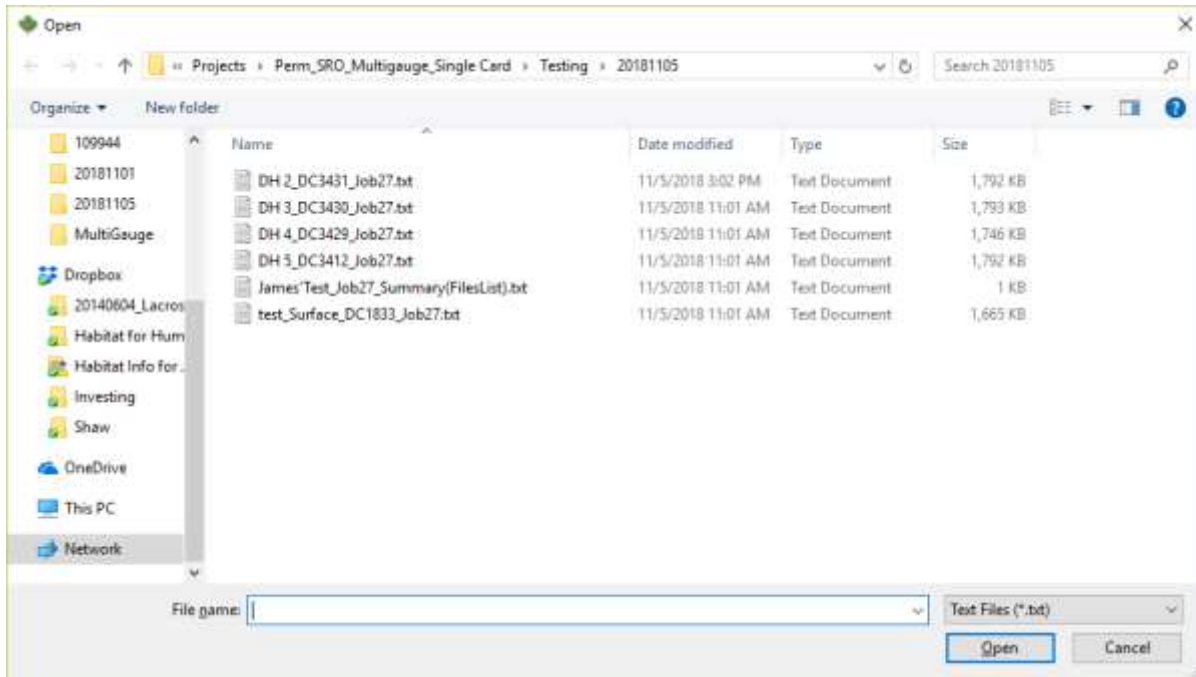 Open
« Projects › Perm_SRO_Multigauge_Single Card › Testing › 20181105 Search 20181105
Organize New folder
Name Date modified Type Size
109944
20181101
20181105
MultiGauge
Dropbox
20140604_Lacros
Habitat for Hum
Habitat Info for .
Investing
Shaw
OneDrive
This PC
Network
DH 2_DC3431_Job27.txt 11/5/2018 3:02 PM Text Document 1,792 KB
DH 3_DC3430_Job27.txt 11/5/2018 11:01 AM Text Document 1,793 KB
DH 4_DC3429_Job27.txt 11/5/2018 11:01 AM Text Document 1,746 KB
DH 5_DC3412_Job27.txt 11/5/2018 11:01 AM Text Document 1,792 KB
James'Test_Job27_Summary(FilesList).txt 11/5/2018 11:01 AM Text Document 1 KB
test_Surface_DC1833_Job27.txt 11/5/2018 11:01 AM Text Document 1,665 KB
File name: Text Files (*.txt)
Open Cancel